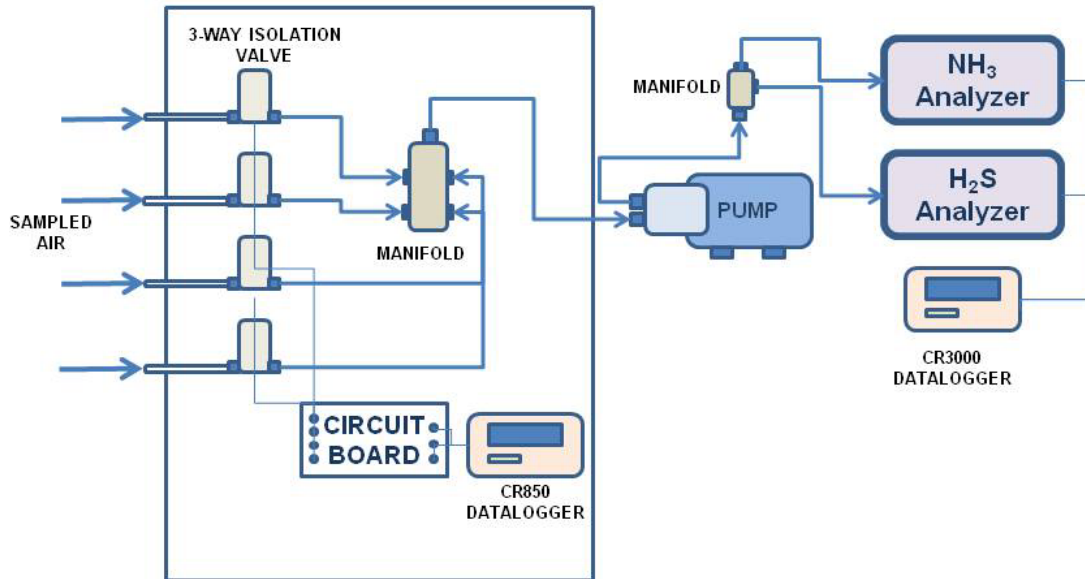 3-WAY ISOLATION
VALVE
SAMPLED
AIR
MANIFOLD
CIRCUIT
BOARD
CR850
DATALOGGER
MANIFOLD
PUMP
NH₃
Analyzer
H₂S
Analyzer
CR3000
DATALOGGER